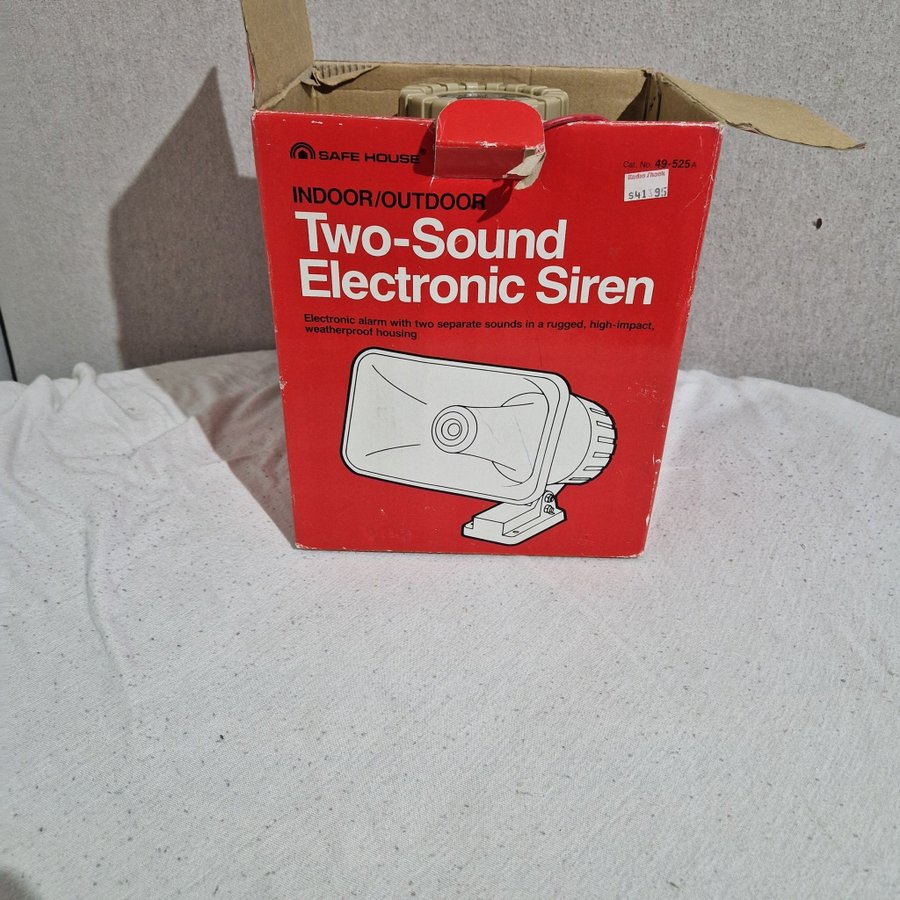 SAFE HOUSE®
Cat. No. 49-525A
Radio Shack
$41 95
INDOOR/OUTDOOR
Two-Sound
Electronic Siren
Electronic alarm with two separate sounds in a rugged, high-impact,
weatherproof housing